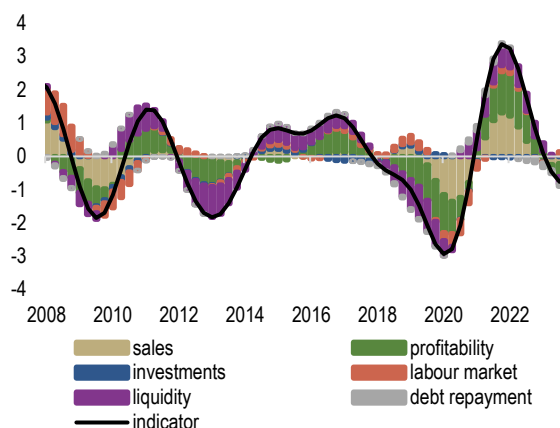 4
3
2
1
0
-1
-2
-3
-4
2008 2010 2012 2014 2016 2018 2020 2022
sales profitability
investments labour market
liquidity debt repayment
indicator